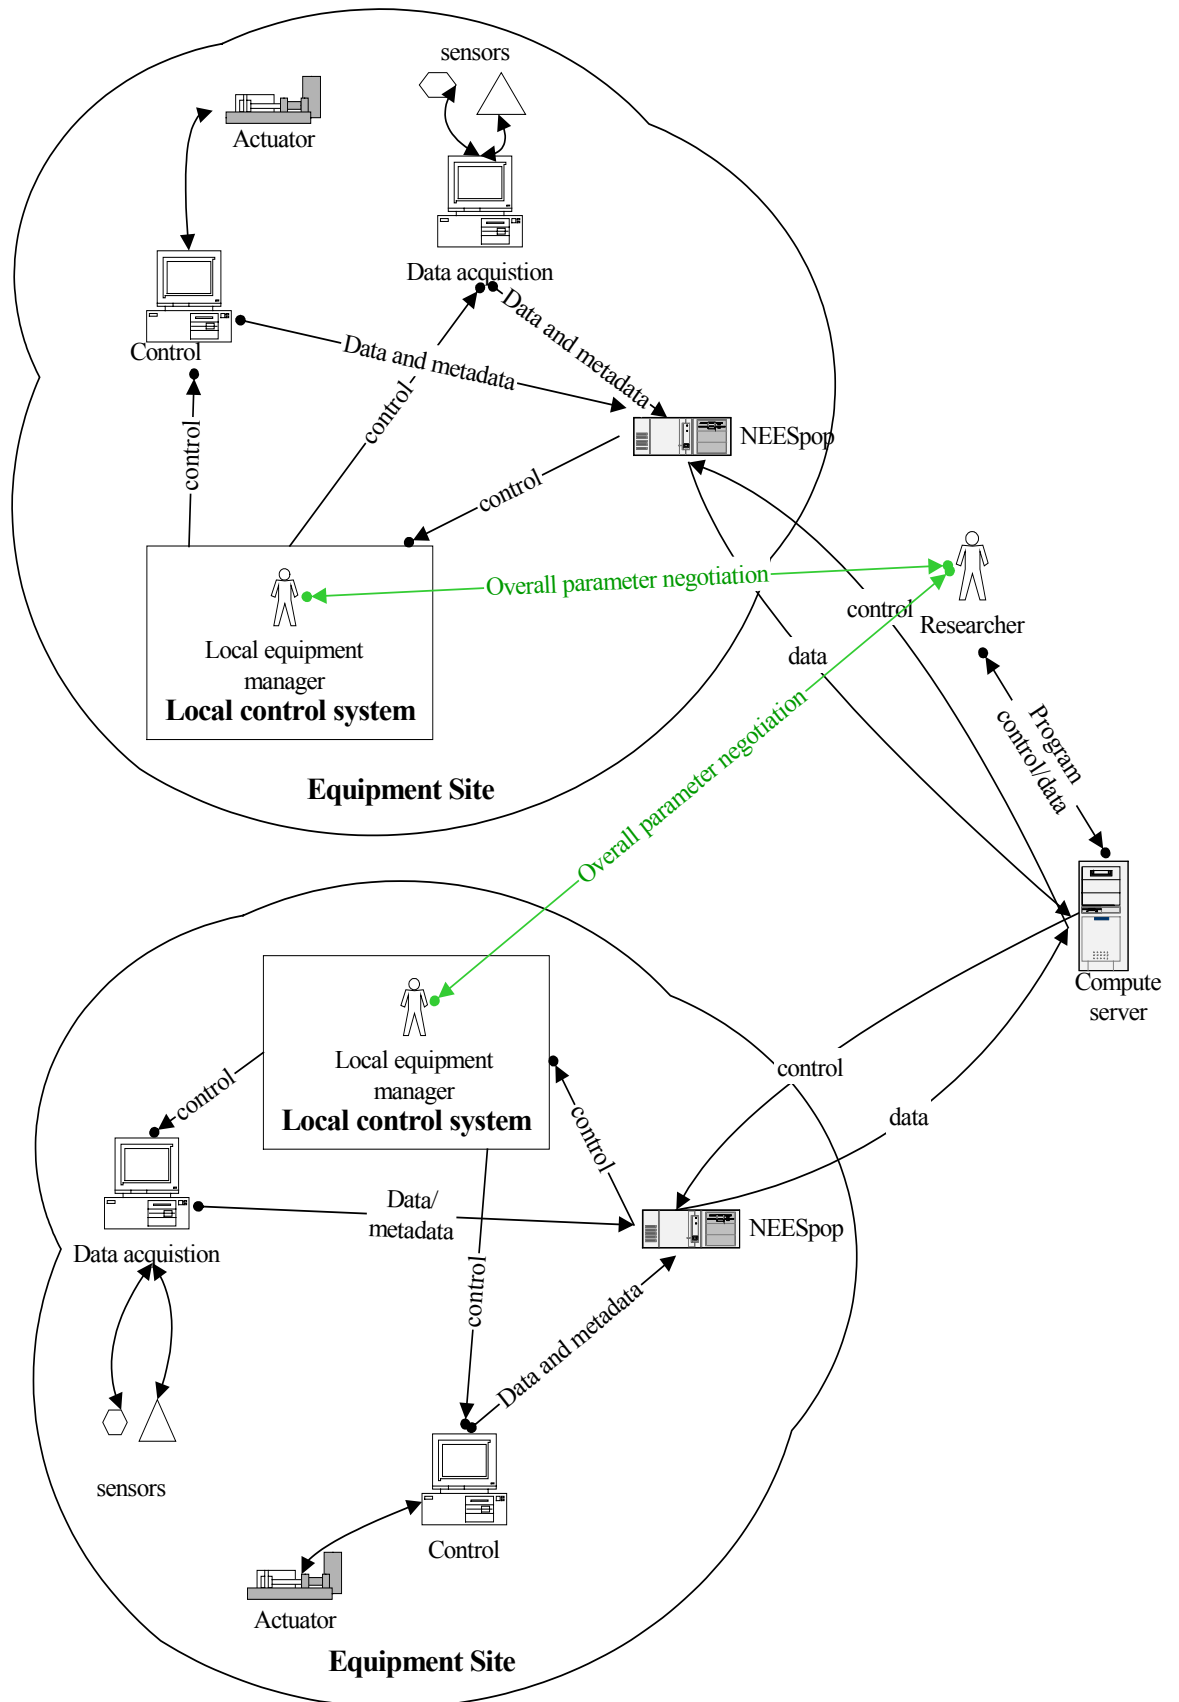 sensors
Actuator
Data acquistion
Control
Data and metadata
Data and metadata
control
control
NEESpop
control
Overall parameter negotiation
control
Researcher
Local equipment
manager
Local control system
data
Overall parameter negotiation
Program
control/data
Equipment Site
Compute
server
Local equipment
manager
Local control system
control
control
control
data
Data/
metadata
NEESpop
Data acquistion
control
Data and metadata
sensors
Control
Actuator
Equipment Site